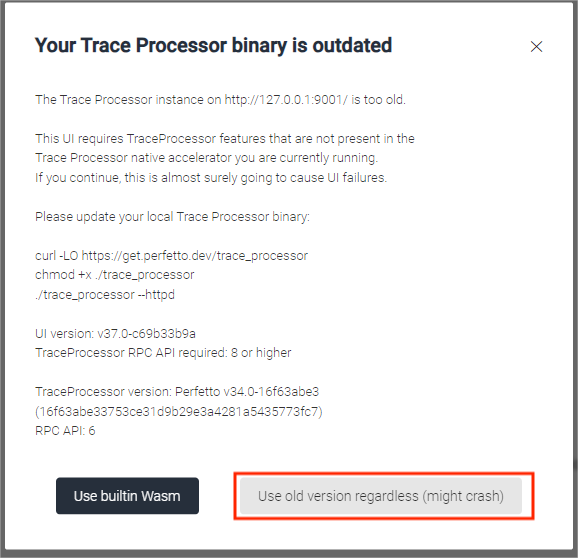 Your Trace Processor binary is outdated
The Trace Processor instance on http://127.0.0.1:9001/ is too old.
This UI requires TraceProcessor features that are not present in the
Trace Processor native accelerator you are currently running.
If you continue, this is almost surely going to cause UI failures.
Please update your local Trace Processor binary:
curl -LO https://get.perfetto.dev/trace_processor
chmod +x ./trace_processor
./trace_processor --httpd
UI version: v37.0-c69b33b9a
TraceProcessor RPC API required: 8 or higher
TraceProcessor version: Perfetto v34.0-16f63abe3
(16f63abe33753ce31d9b29e3a4281a5435773fc7)
RPC API: 6
Use builtin Wasm
Use old version regardless (might crash)